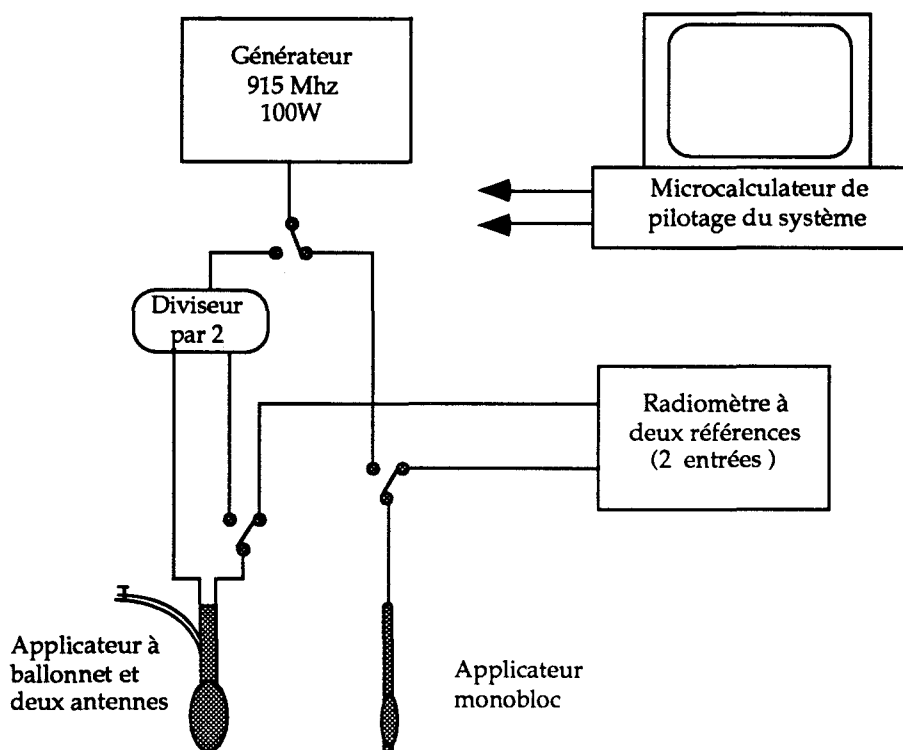 Générateur
915 Mhz
100W
Microcalculateur de
pilotage du système
Diviseur
par 2
Radiomètre à
deux références
(2 entrées )
Applicateur à
ballonnet et
deux antennes
Applicateur
monobloc